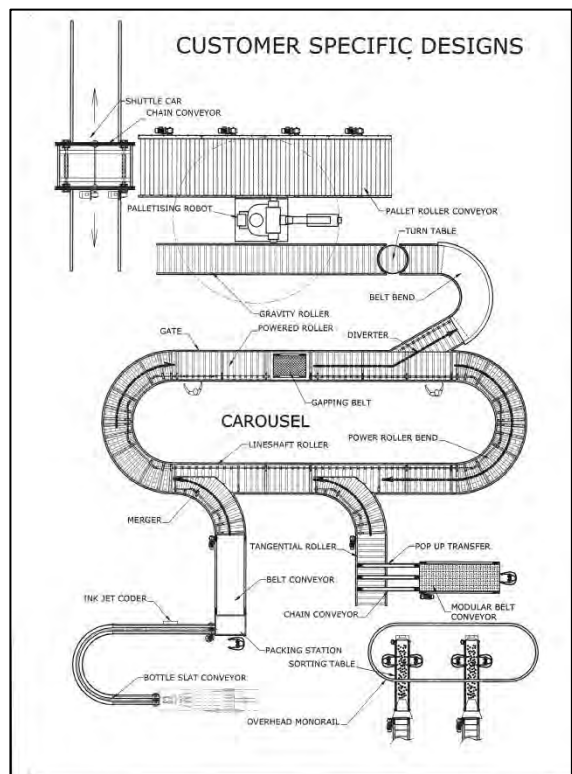 CUSTOMER SPECIFIC DESIGNS
SHUTTLE CAR
CHAIN CONVEYOR
PALLETISING ROBOT
PALLET ROLLER CONVEYOR
TURN TABLE
BELT BEND
GRAVITY ROLLER
GATE
POWERED ROLLER
DIVERTER
GAPPING BELT
CAROUSEL
LINESHAFT ROLLER
POWER ROLLER BEND
MERGER
TANGENTIAL ROLLER
POP UP TRANSFER
BELT CONVEYOR
INK JET CODER
CHAIN CONVEYOR
MODULAR BELT
CONVEYOR
PACKING STATION
SORTING TABLE
BOTTLE SLAT CONVEYOR
OVERHEAD MONORAIL